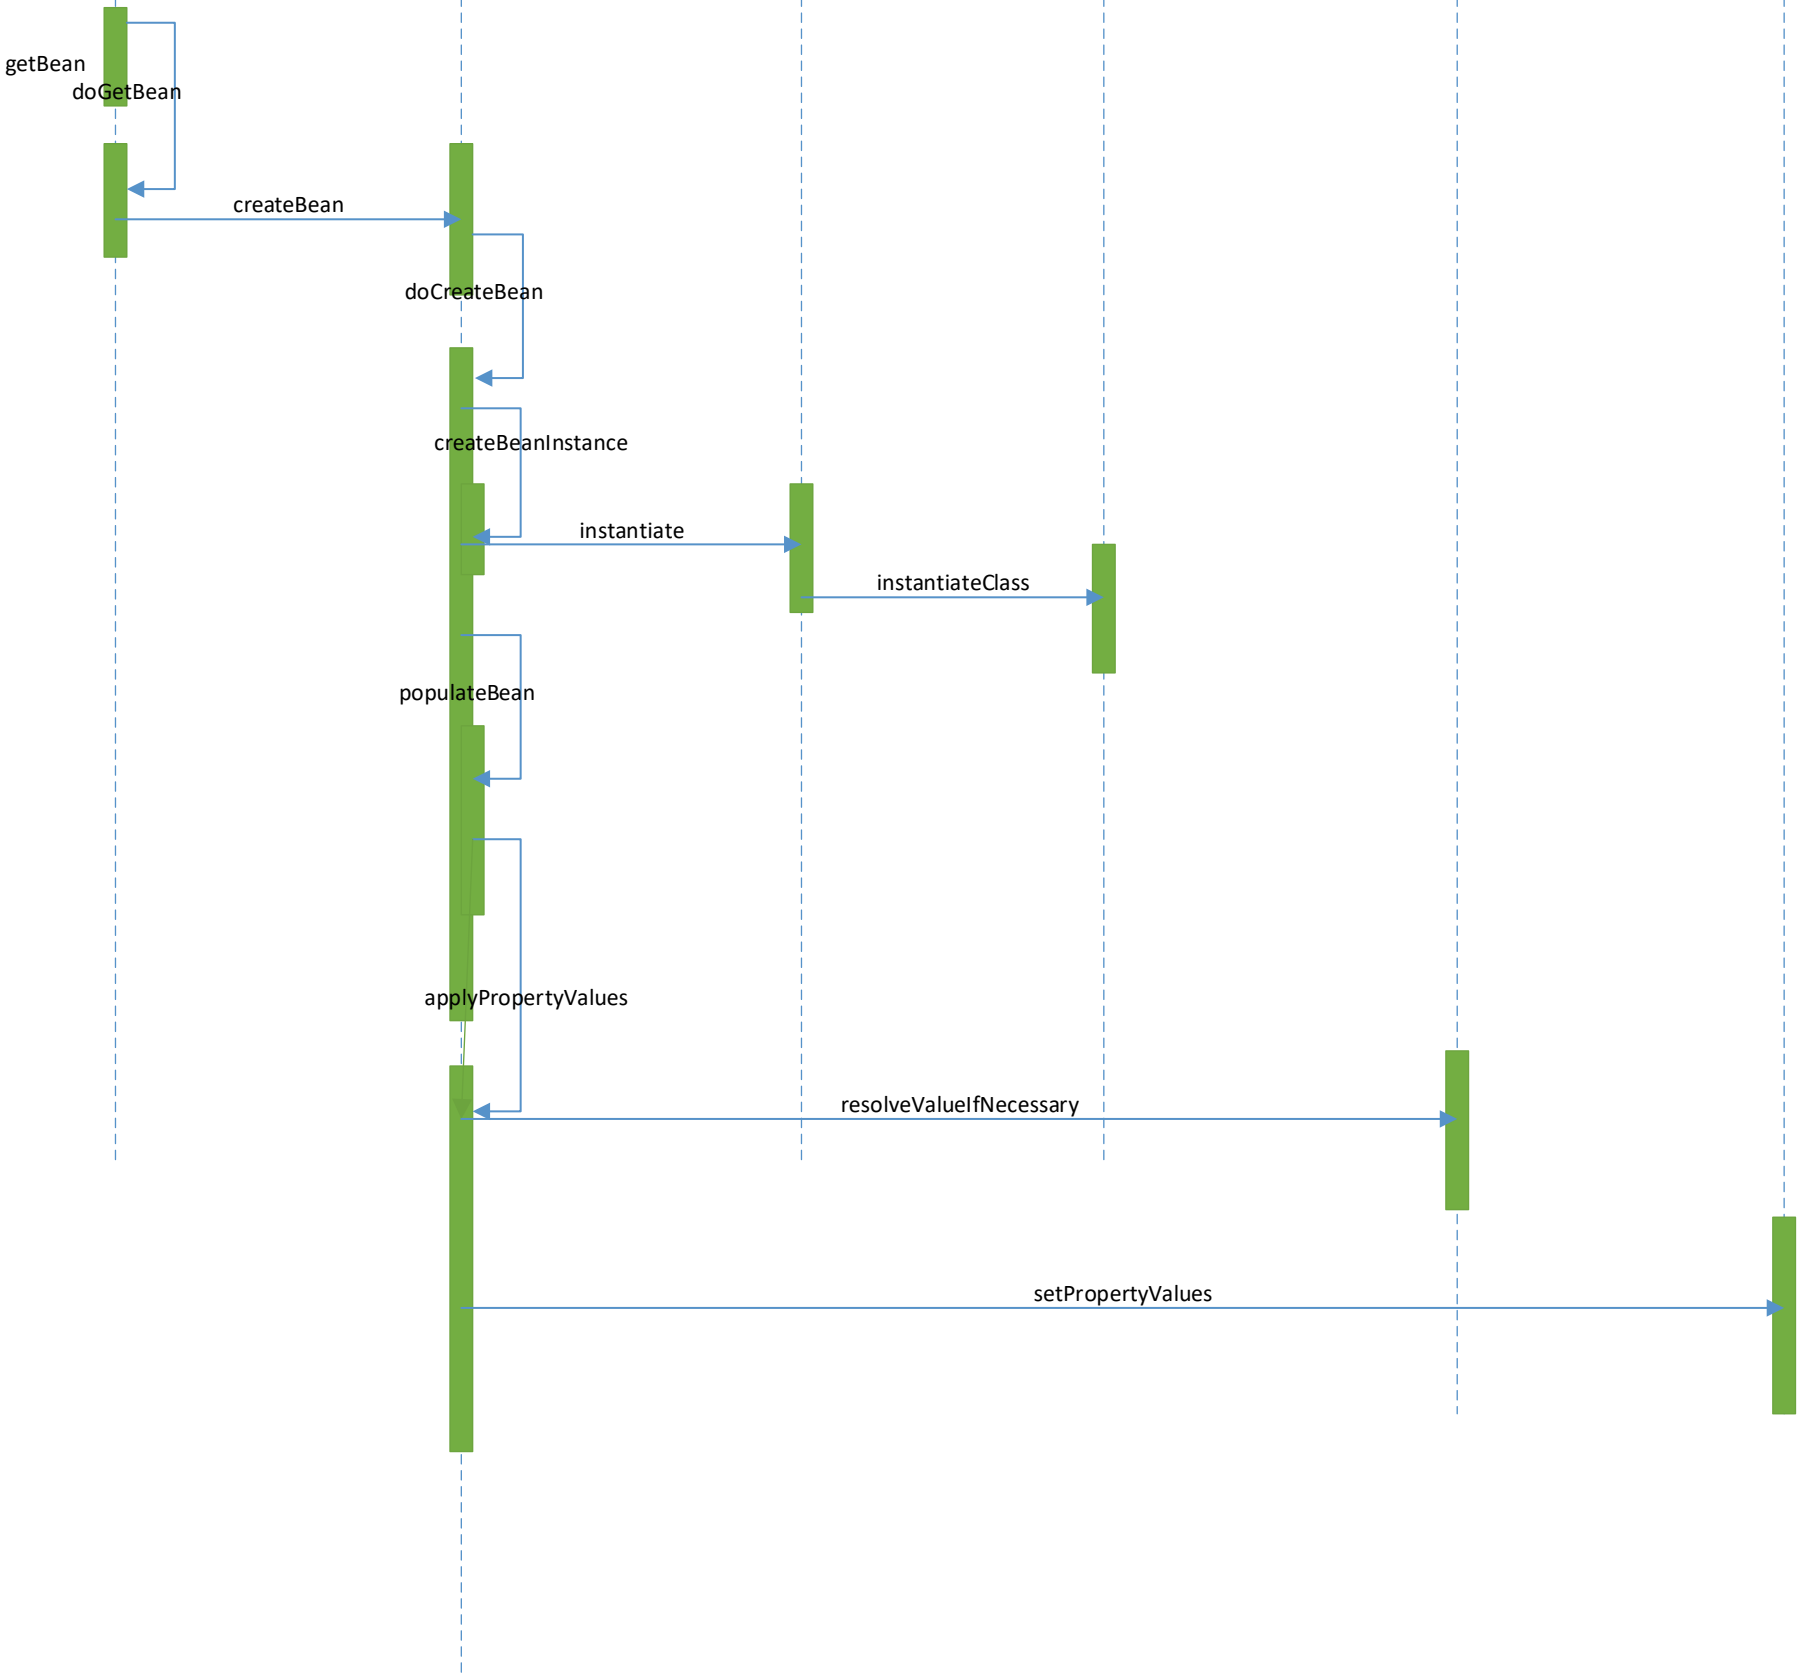 getBean
doGetBean
createBean
doCreateBean
createBeanInstance
instantiate
instantiateClass
populateBean
applyPropertyValues
resolveValueIfNecessary
setPropertyValues